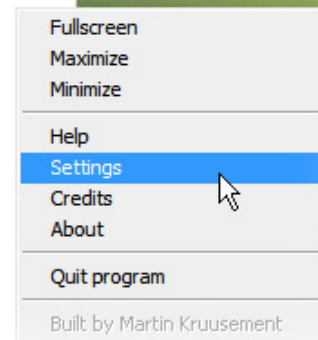 Fullscreen
Maximize
Minimize
Help
Settings
Credits
About
Quit program
Built by Martin Kruusement